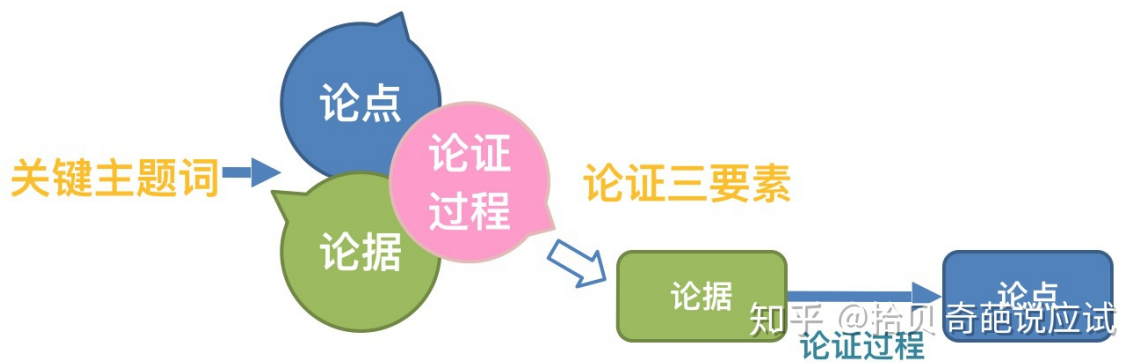 论点
论证
过程
关键主题词
论证三要素
论据
论据
论点
知乎 @拾贝奇葩说应试
论证过程